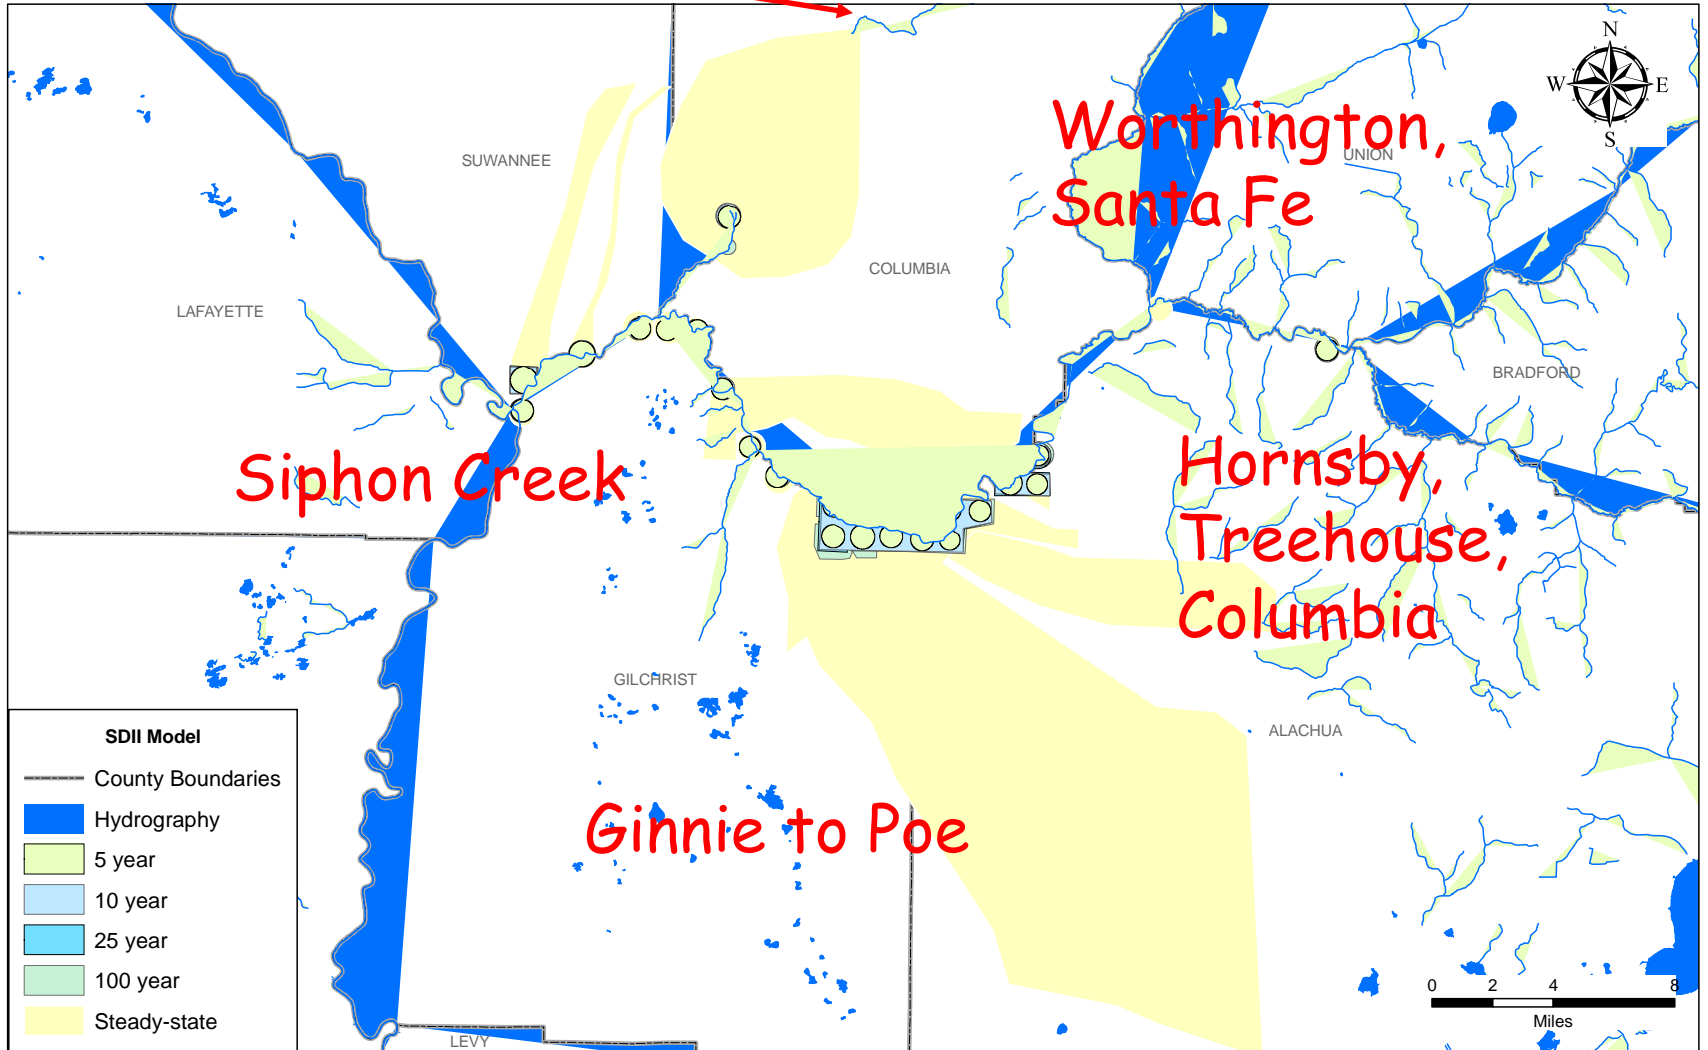 N
W E
S
Worthington,
Santa Fe
UNION
SUWANNEE
COLUMBIA
LAFAYETTE
BRADFORD
Siphon Creek
Hornsby,
Treehouse,
Columbia
GILCHRIST
ALACHUA
Ginnie to Poe
SDII Model
County Boundaries
Hydrography
5 year
10 year
25 year
100 year
Steady-state
LEVY
0 2 4 8
Miles